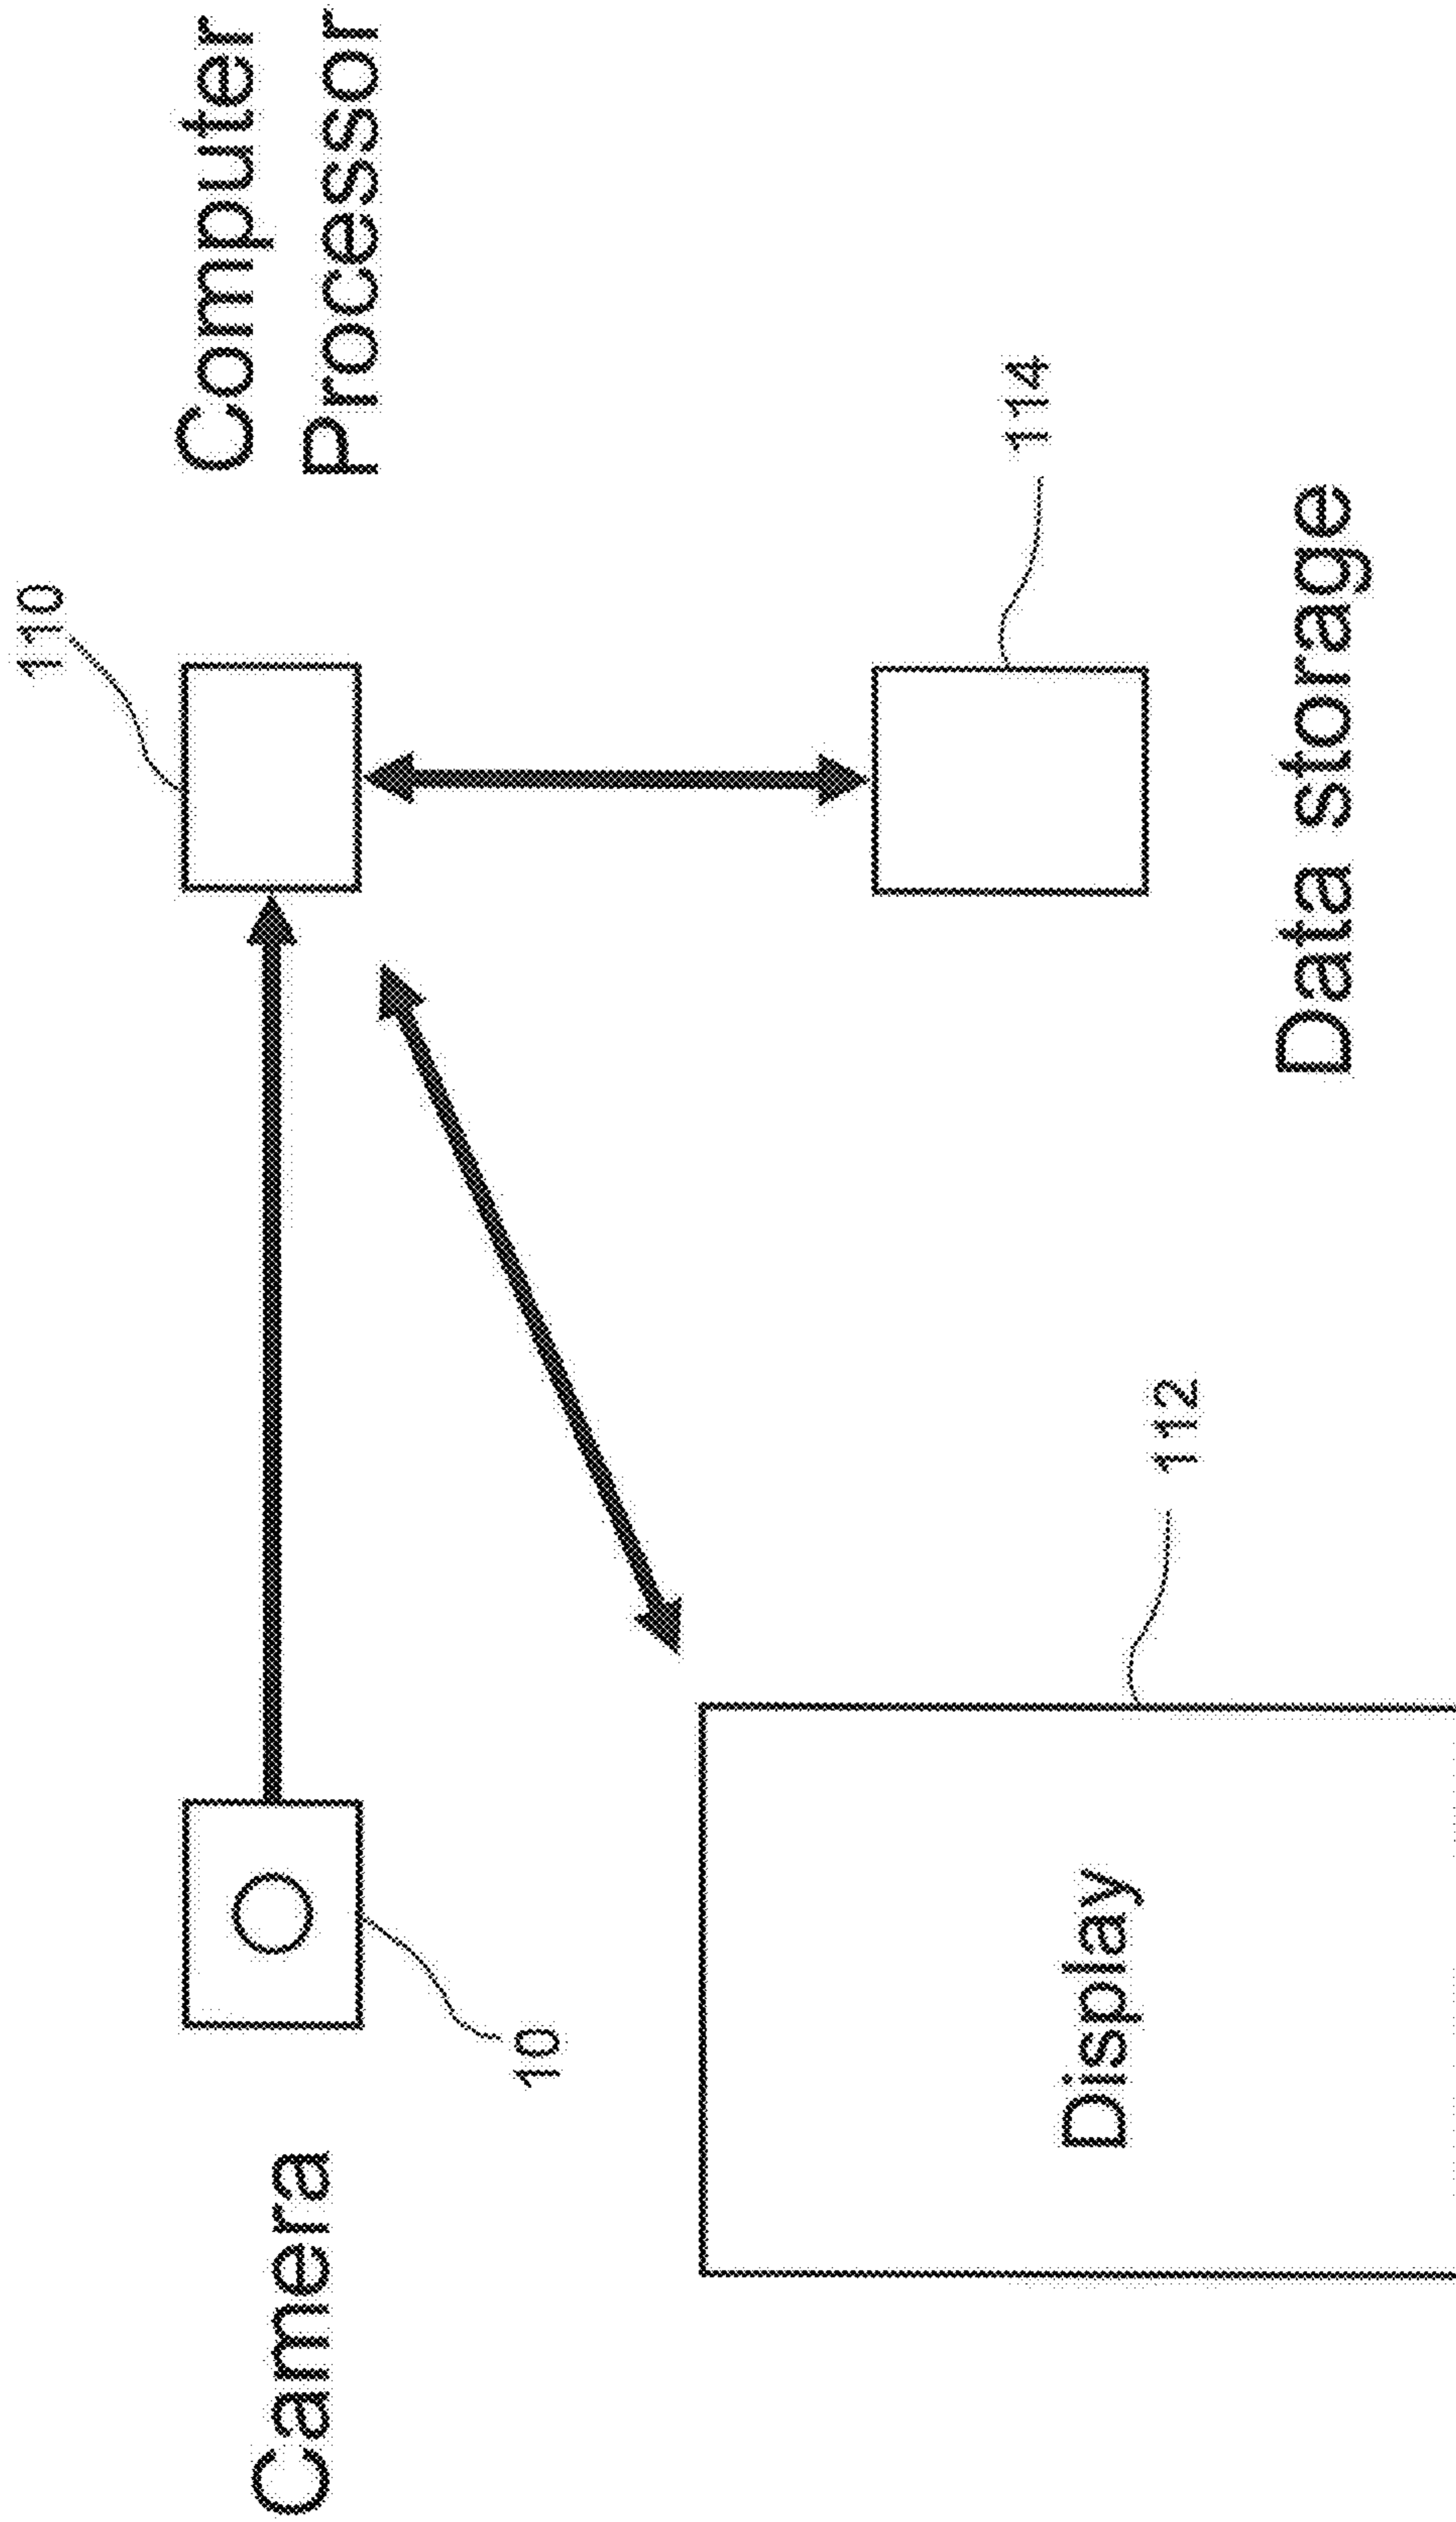 Camera
10
110
Computer
Processor
Display
112
114
Data storage